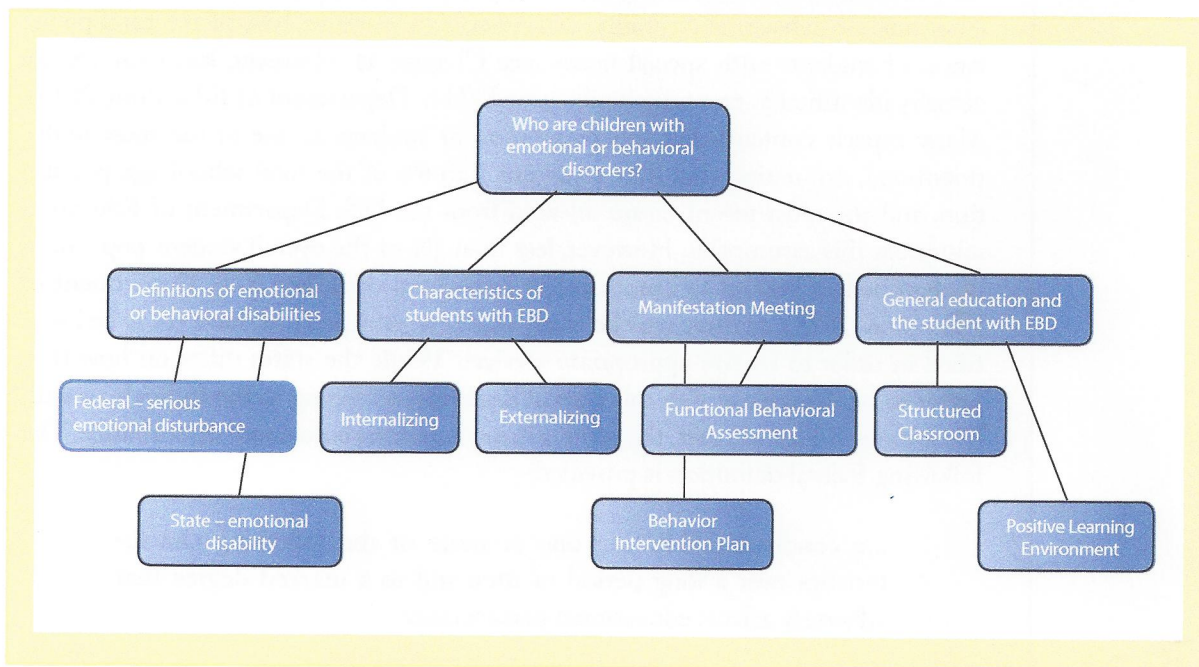 Who are children with
emotional or behavioral
disorders?
Definitions of emotional
or behavioral disabilities
Characteristics of
students with EBD
Manifestation Meeting
General education and
the student with EBD
Federal – serious
emotional disturbance
Internalizing
Externalizing
Functional Behavioral
Assessment
Structured
Classroom
State – emotional
disability
Behavior
Intervention Plan
Positive Learning
Environment